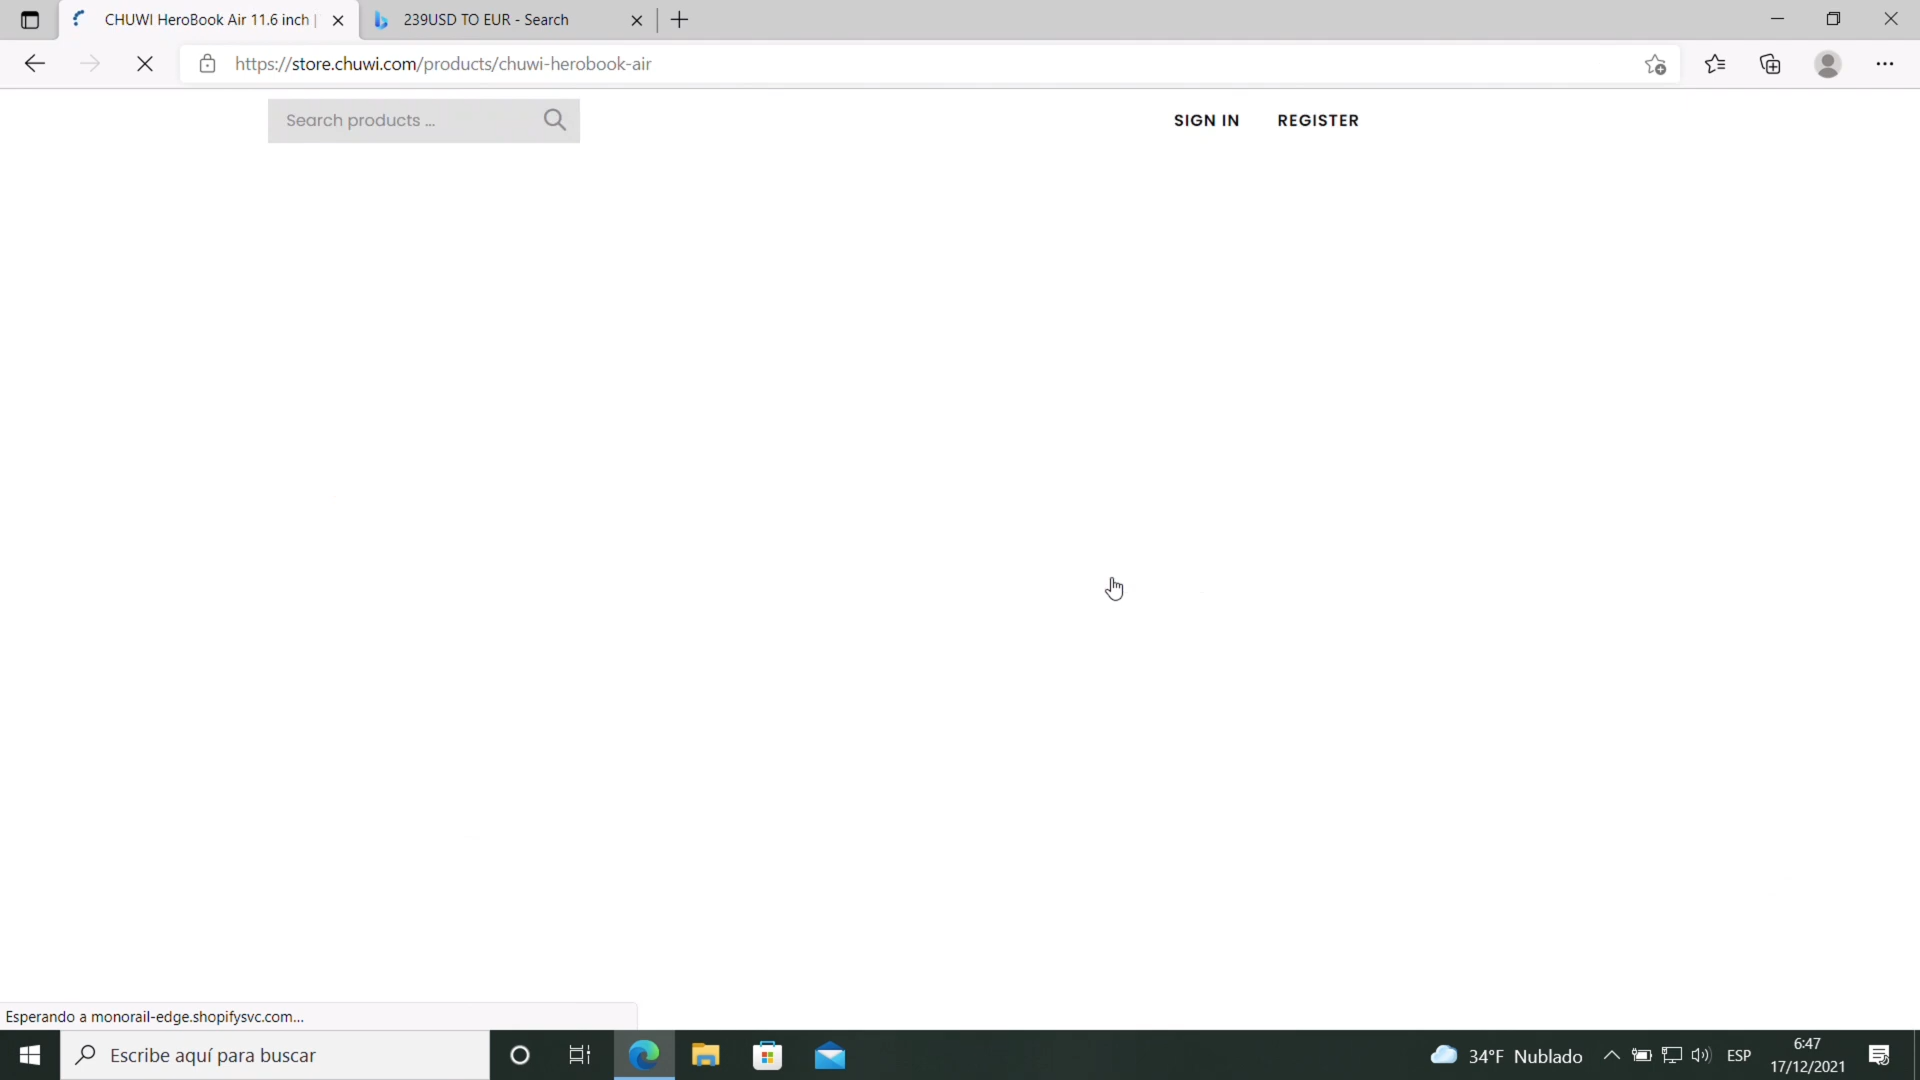 CHUWI HeroBook Air 11.6 inch |
239USD TO EUR - Search
https://store.chuwi.com/products/chuwi-herobook-air
Search products ...
SIGN IN
REGISTER
Esperando a monorail-edge.shopifysvc.com...
Escribe aquí para buscar
34°F Nublado
ESP
6:47
17/12/2021